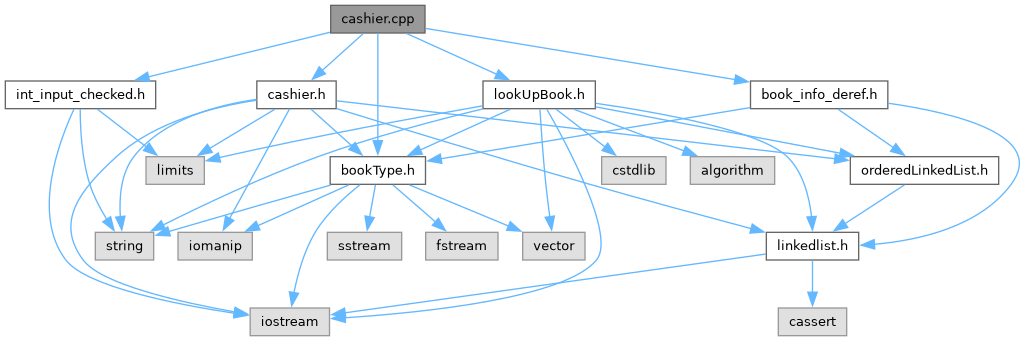 cashier.cpp
int_input_checked.h
cashier.h
lookUpBook.h
book_info_deref.h
limits
bookType.h
cstdlib
algorithm
orderedLinkedList.h
string
iomanip
sstream
fstream
vector
linkedlist.h
iostream
cassert